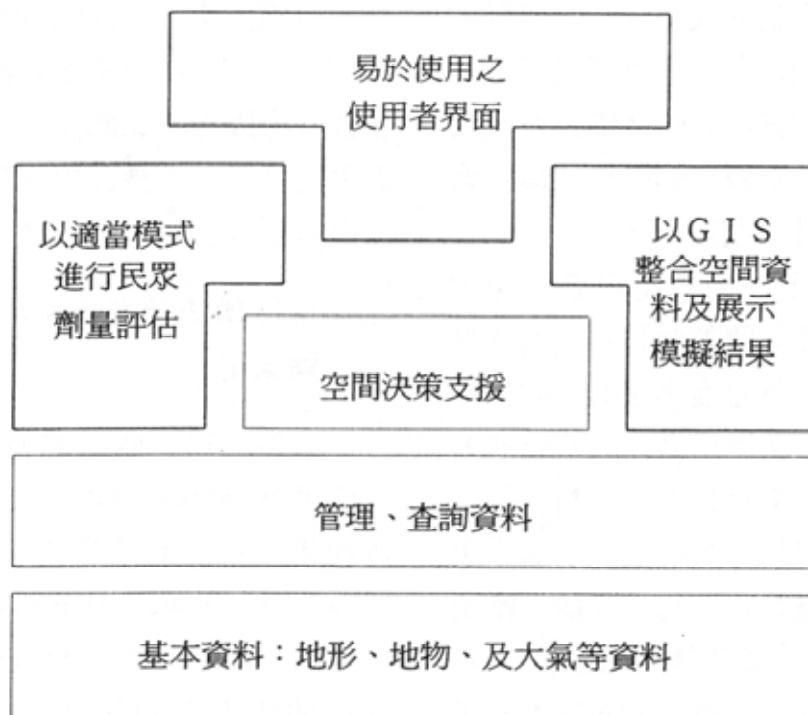 易於使用之
使用者界面
以適當模式
進行民眾
劑量評估
以GIS
整合空間資
料及展示
模擬結果
空間決策支援
管理、查詢資料
基本資料：地形、地物、及大氣等資料